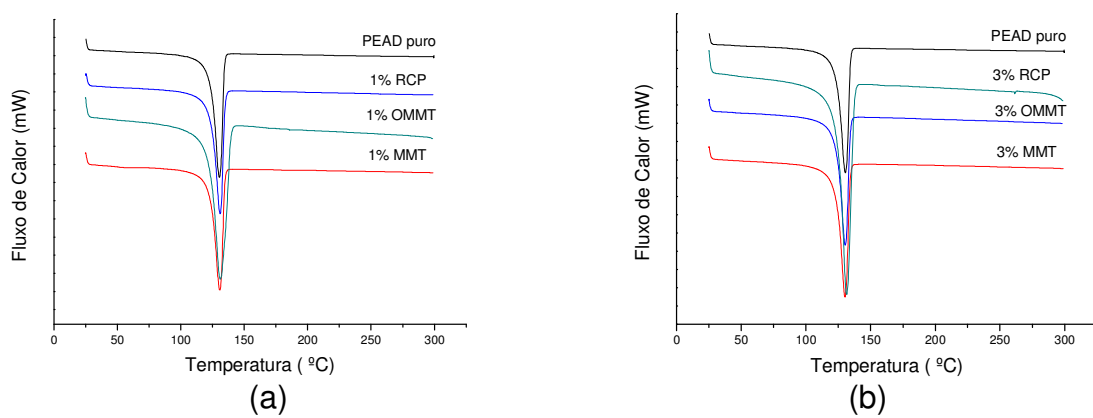 PEAD puro
1% RCP
1% OMMT
1% MMT
Fluxo de Calor (mW)
0 50 100 150 200 250 300
Temperatura ( ºC)
(a)
PEAD puro
3% RCP
3% OMMT
3% MMT
Fluxo de Calor (mW)
0 50 100 150 200 250 300
Temperatura ( ºC)
(b)